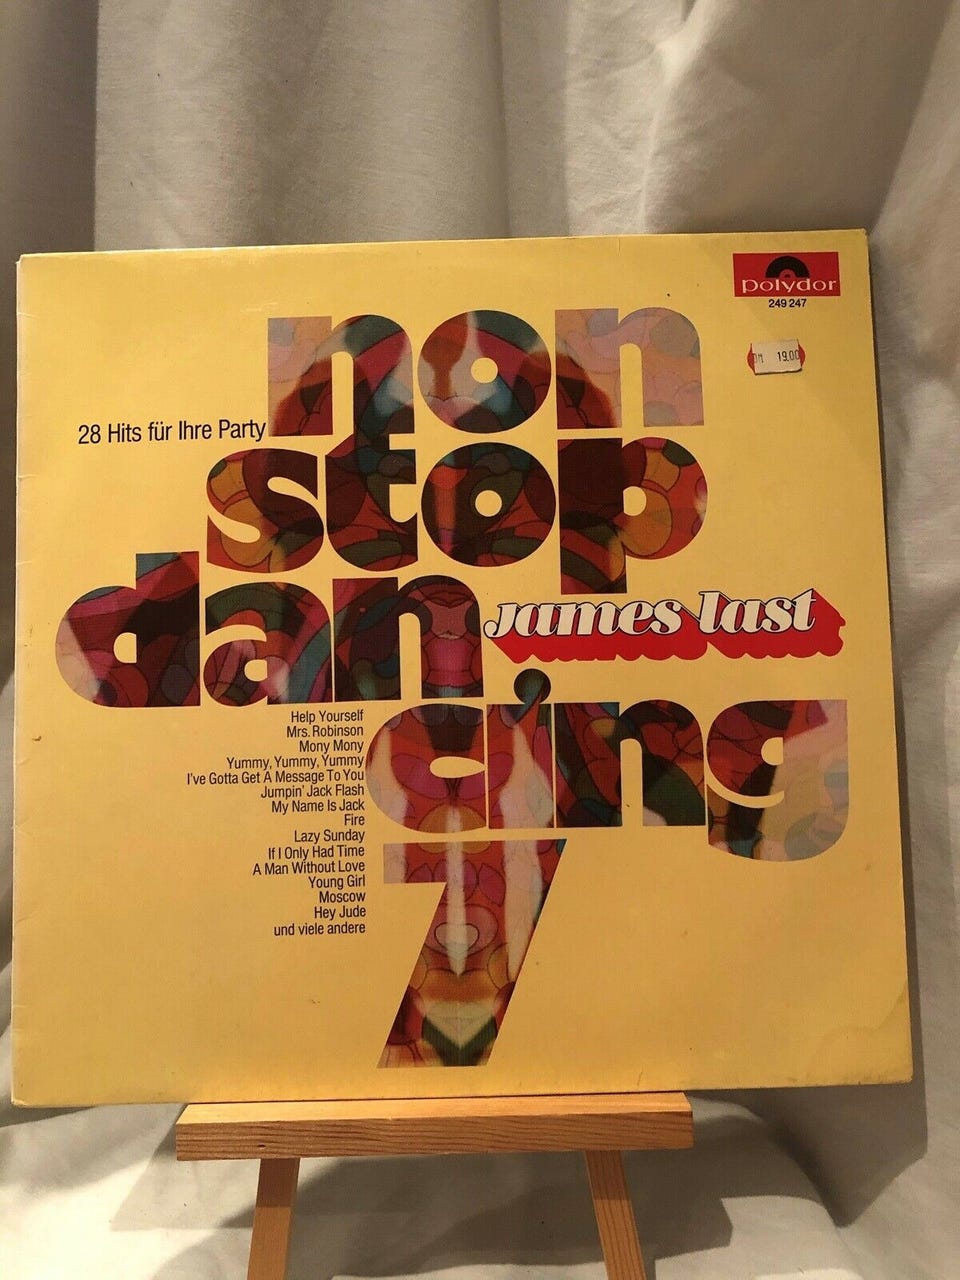 polydor
249 247
DM 19.00
non
28 Hits für Ihre Party
stop
dan
james last
cing
Help Yourself
Mrs. Robinson
Mony Mony
Yummy, Yummy, Yummy
I've Gotta Get A Message To You
Jumpin' Jack Flash
My Name Is Jack
Fire
Lazy Sunday
If I Only Had Time
A Man Without Love
Young Girl
Moscow
Hey Jude
und viele andere
7